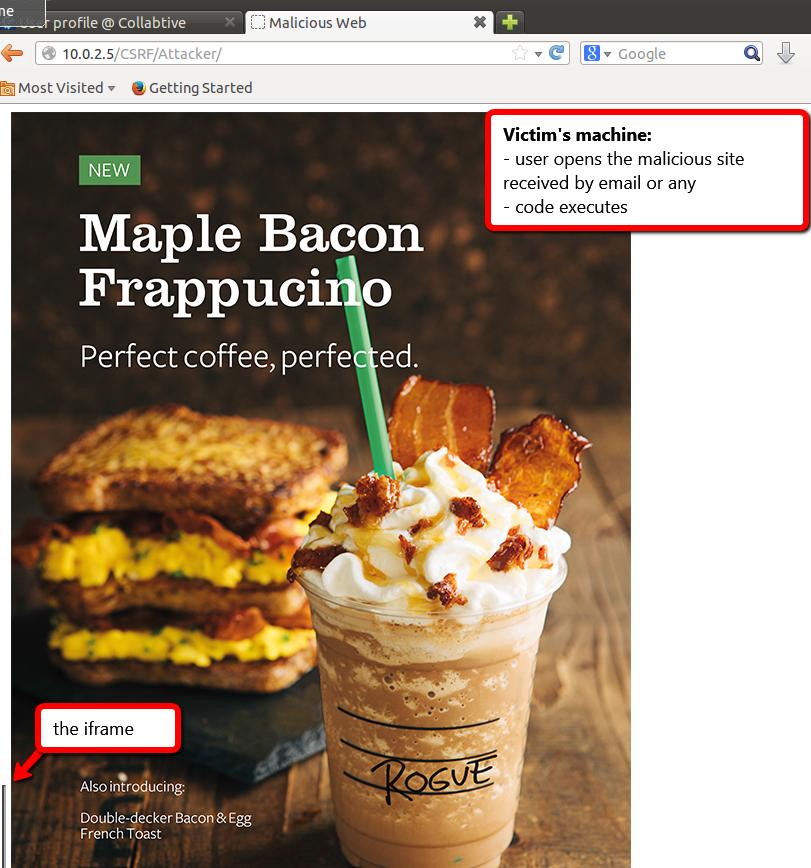 me
User profile @ Collabtive
Malicious Web
10.0.2.5/CSRF/Attacker/
Google
Most Visited
Getting Started
Victim's machine:
- user opens the malicious site
received by email or any
- code executes
NEW
Maple Bacon
Frappucino
Perfect coffee, perfected.
the iframe
ROGUE
Also introducing:
Double-decker Bacon & Egg
French Toast